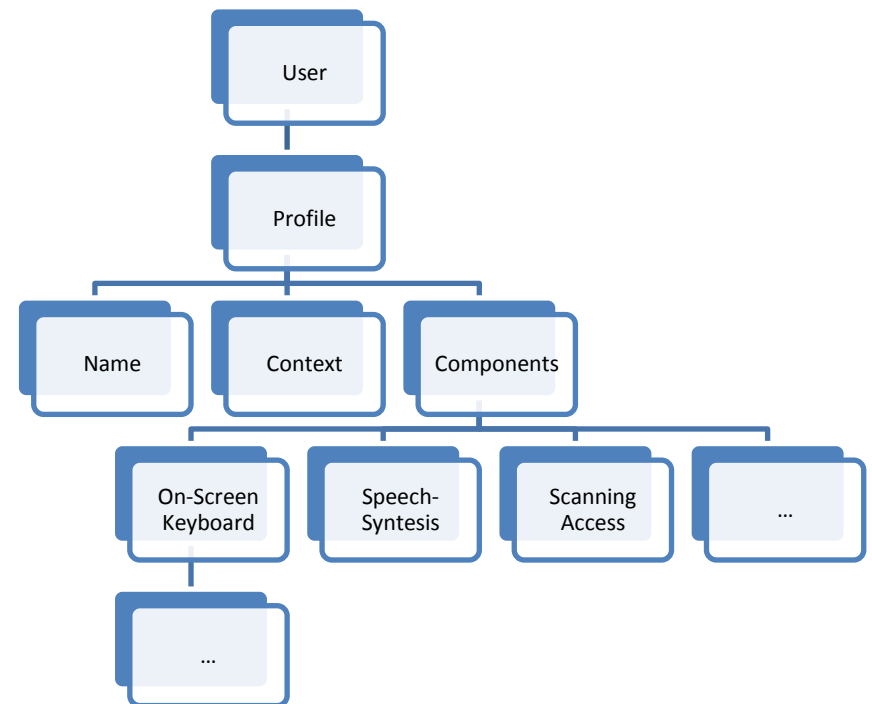 User
Profile
Name
Context
Components
On-Screen
Keyboard
Speech-
Syntesis
Scanning
Access
...
...